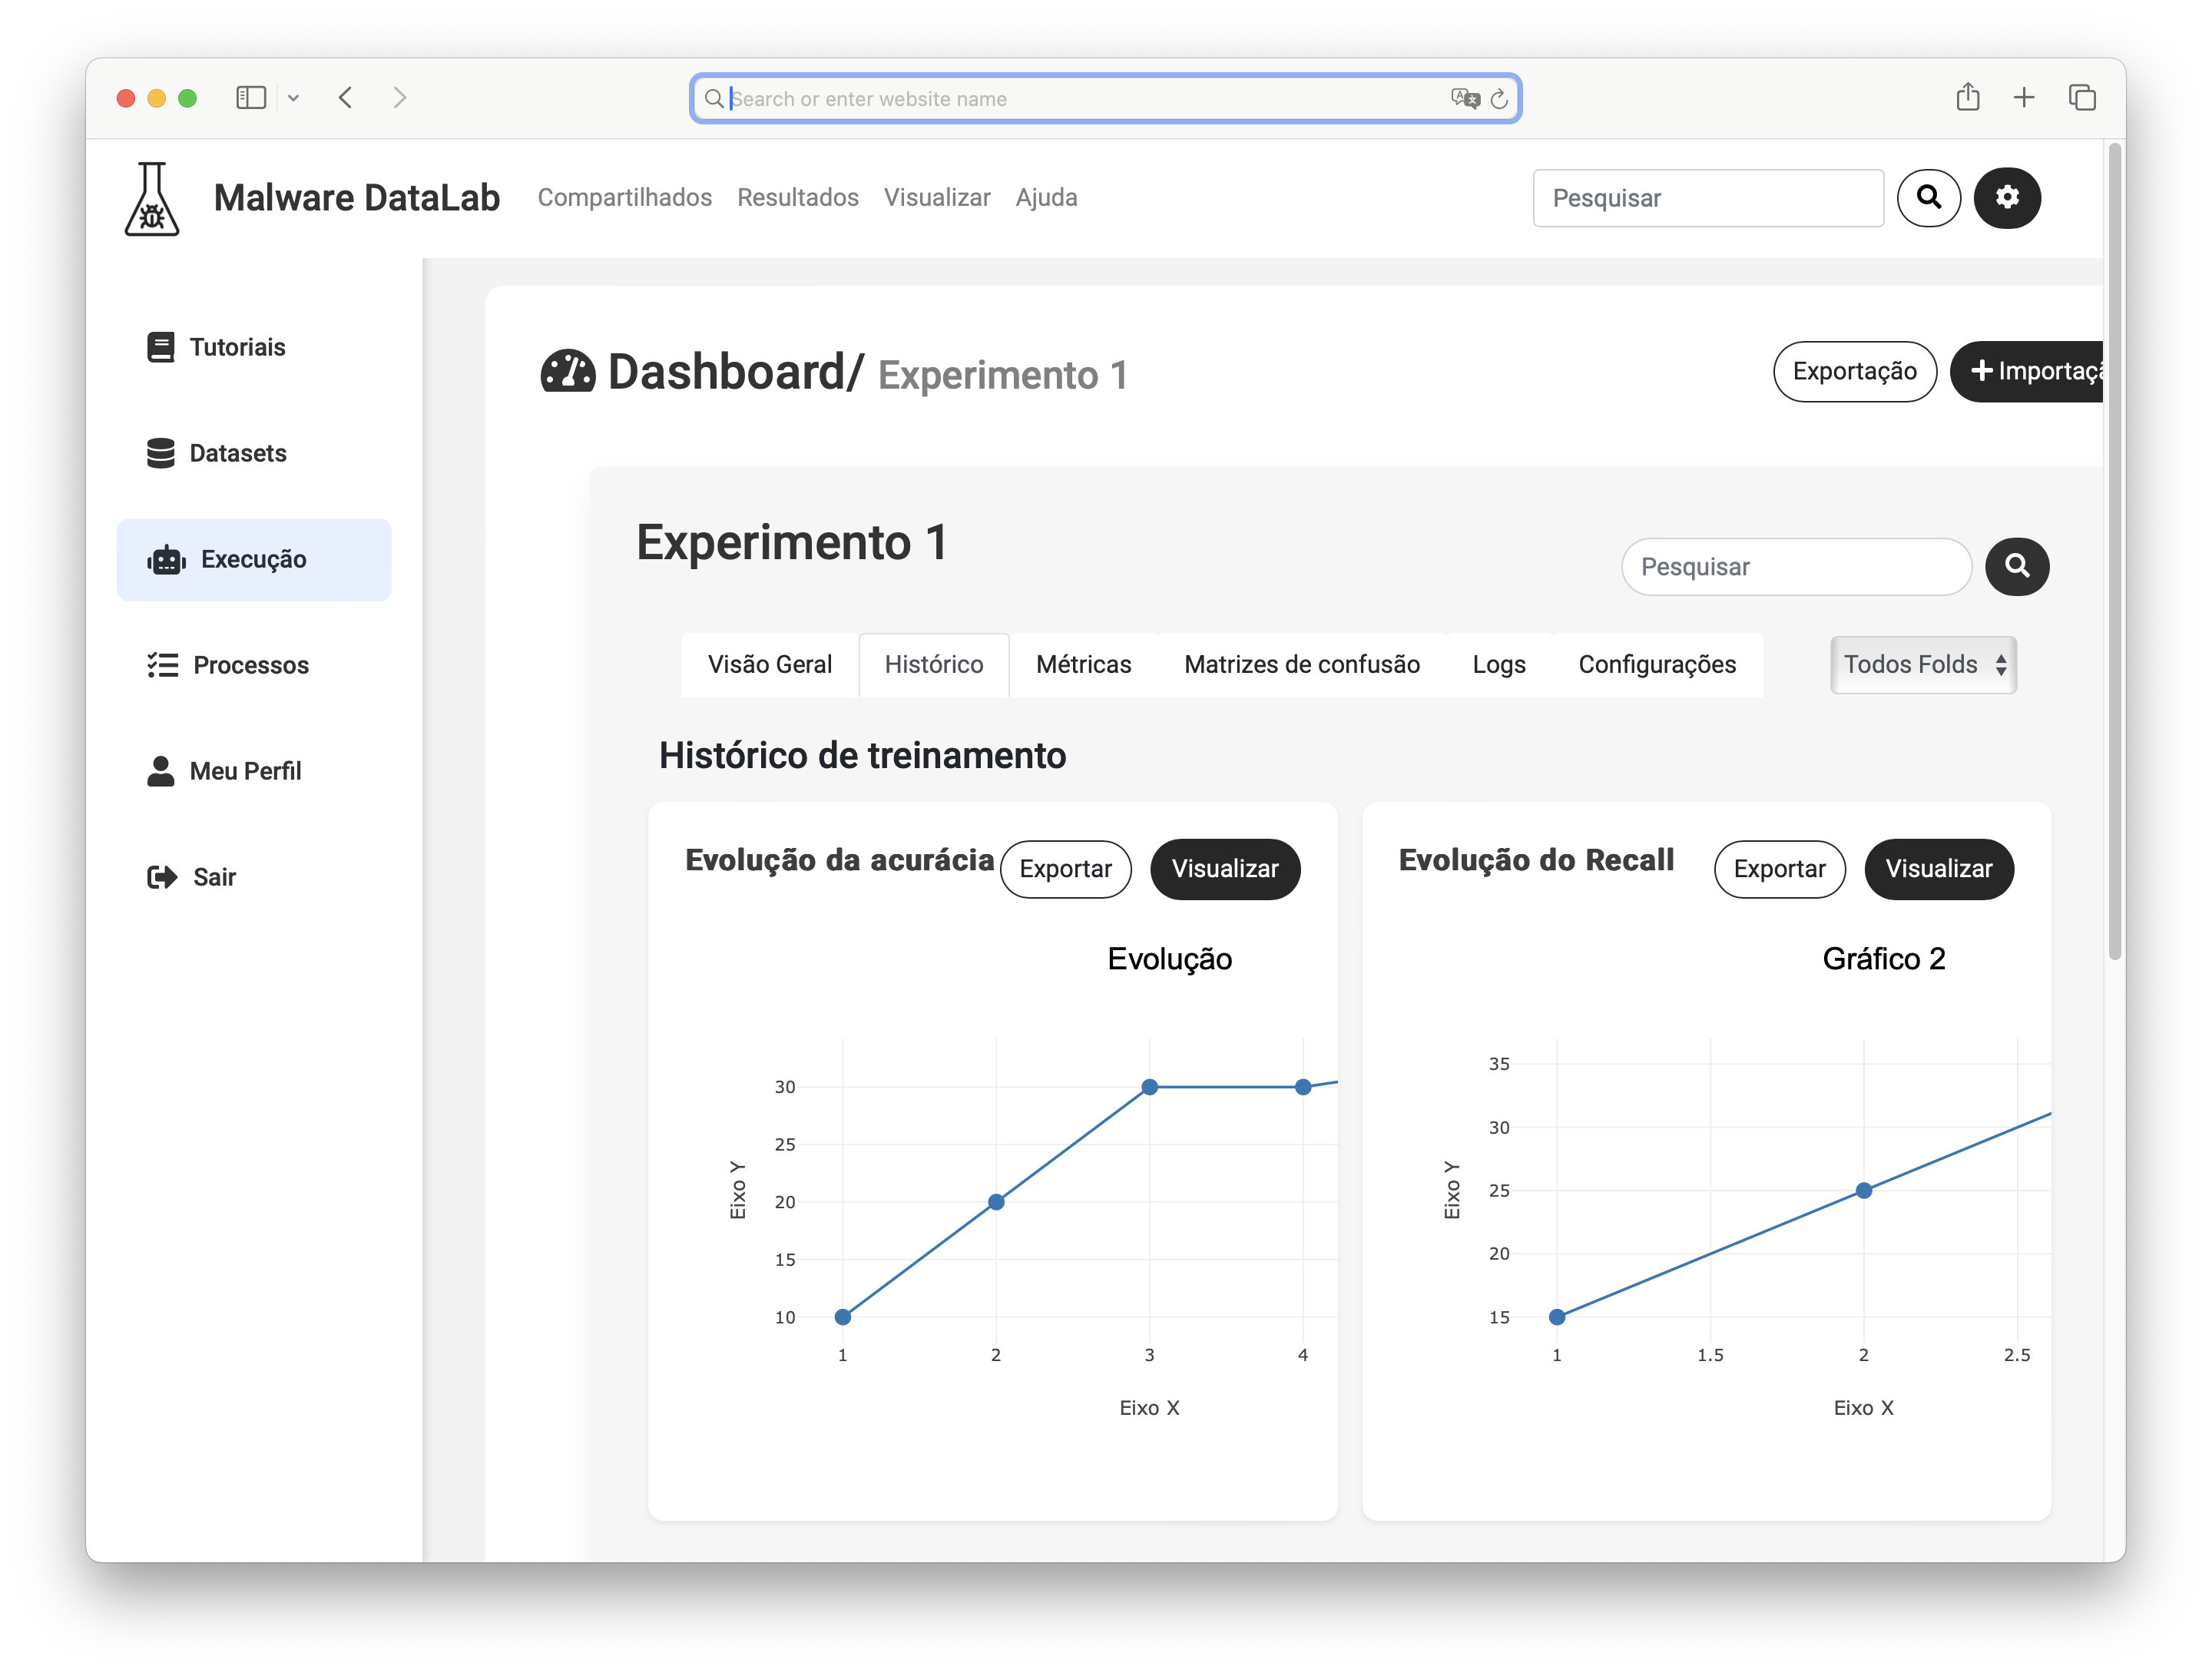 Search or enter website name
Malware DataLab
Compartilhados Resultados Visualizar Ajuda
Pesquisar
Tutoriais
Datasets
Execução
Processos
Meu Perfil
Sair
Dashboard/ Experimento 1
Exportação
+ Importaçã
Experimento 1
Pesquisar
Visão Geral Histórico Métricas Matrizes de confusão Logs Configurações
Todos Folds
Histórico de treinamento
Evolução da acurácia
Exportar
Visualizar
Evolução
30
25
20
15
10
Eixo Y
1 2 3 4
Eixo X
Evolução do Recall
Exportar
Visualizar
Gráfico 2
35
30
25
20
15
Eixo Y
1 1.5 2 2.5
Eixo X